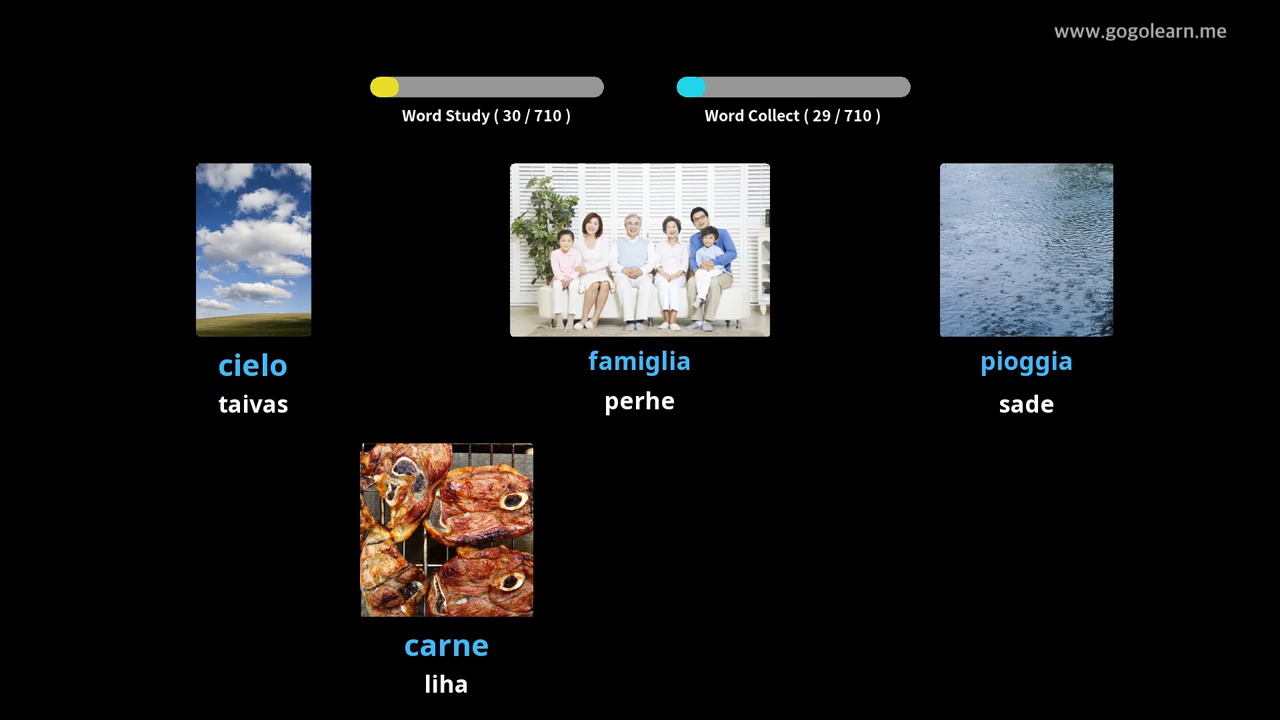 www.gogolearn.me
Word Study ( 30 / 710 )
Word Collect ( 29 / 710 )
cielo
taivas
famiglia
perhe
pioggia
sade
carne
liha